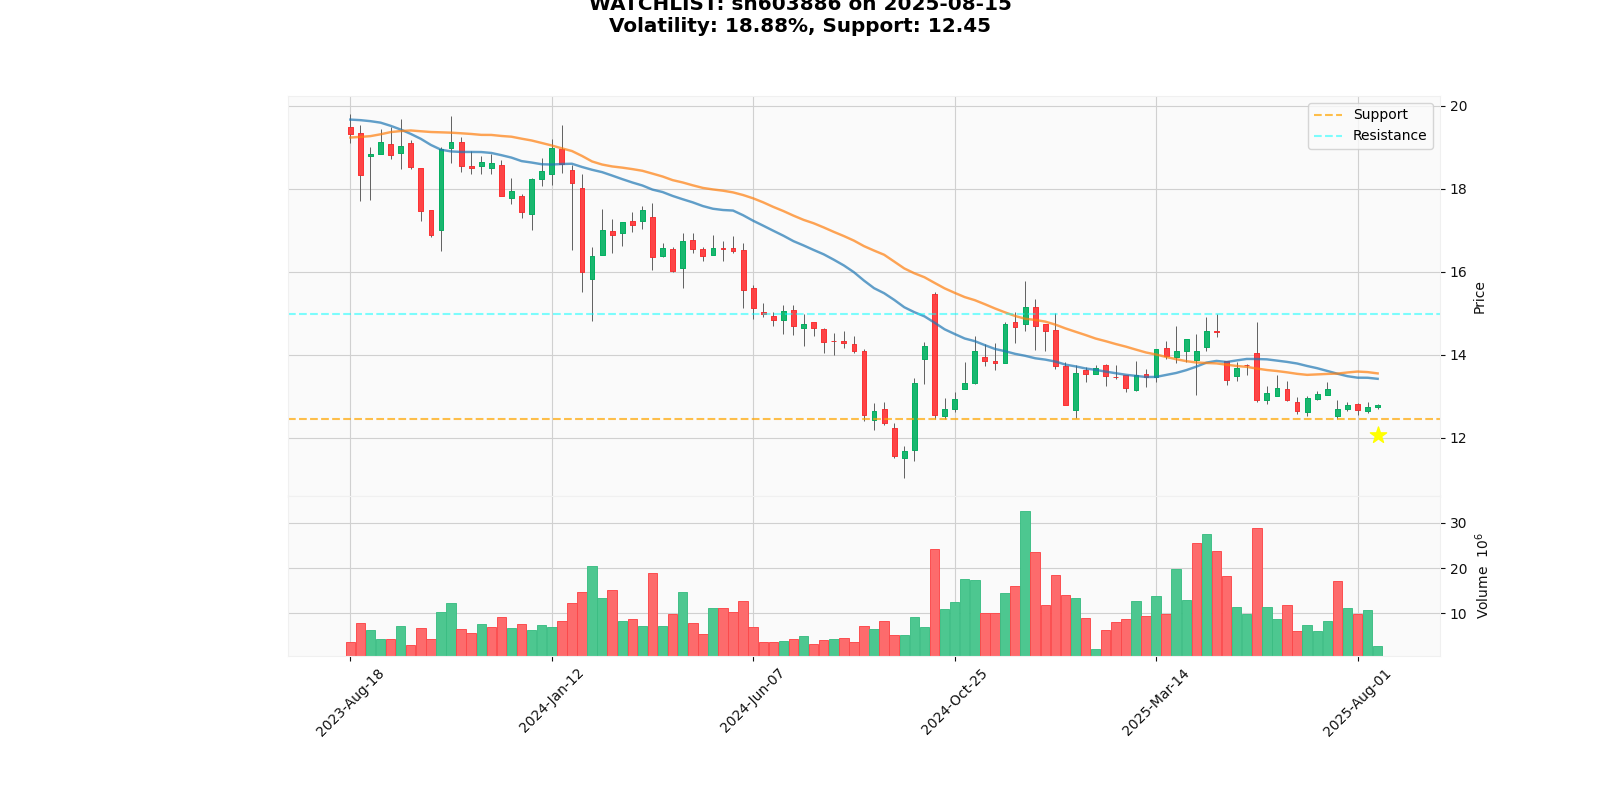 WATCHLIST: sh603886 on 2025-08-15
Volatility: 18.88%, Support: 12.45
Support
Resistance
20
18
16
14
12
Price
30
20
10
Volume 10^6
2023-Aug-18
2024-Jan-12
2024-Jun-07
2024-Oct-25
2025-Mar-14
2025-Aug-01